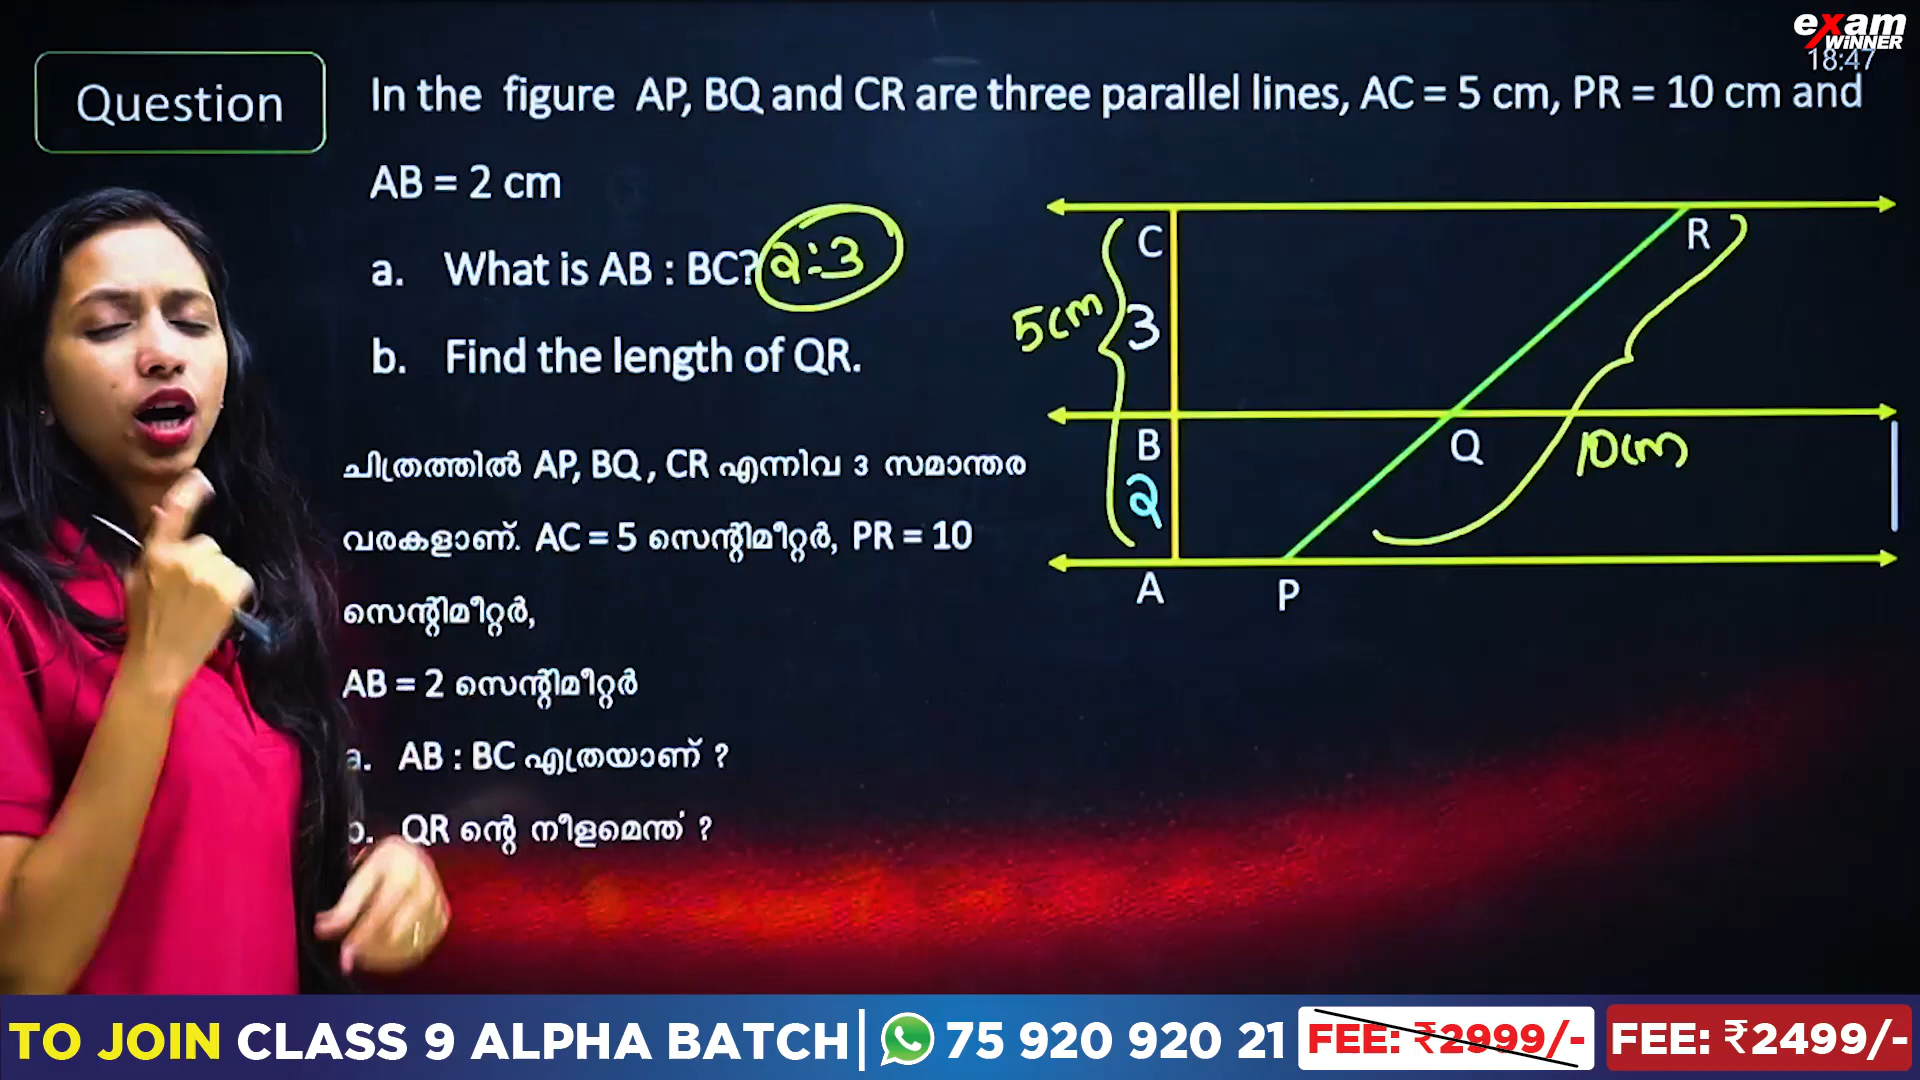 exam
WINNER
18:47
Question
In the figure AP, BQ and CR are three parallel lines, AC = 5 cm, PR = 10 cm and
AB = 2 cm
a. What is AB : BC? 2:3
b. Find the length of QR.
ചിത്രത്തിൽ AP, BQ , CR എന്നിവ 3 സമാന്തര
വരകളാണ്. AC = 5 സെന്റിമീറ്റർ, PR = 10
സെന്റിമീറ്റർ,
AB = 2 സെന്റിമീറ്റർ
a. AB : BC എത്രയാണ് ?
b. QR ന്റെ നീളമെന്ത് ?
C
R
5cm
3
B
Q
10cm
2
A
P
TO JOIN CLASS 9 ALPHA BATCH 75 920 920 21 FEE: ₹2999/- FEE: ₹2499/-